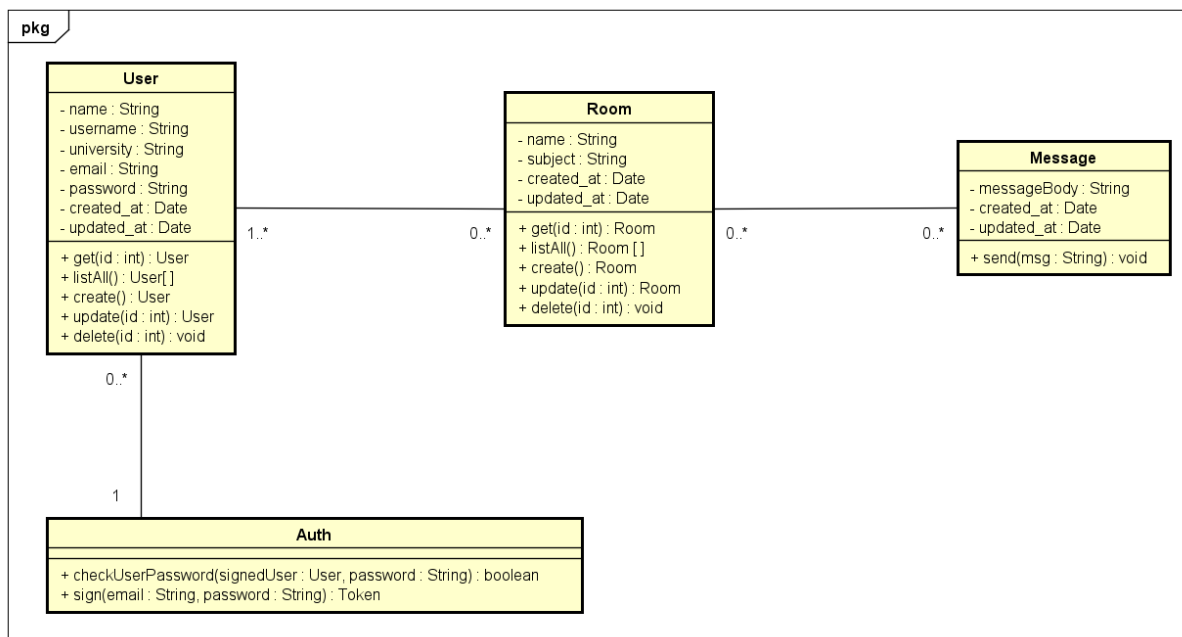 pkg
User
- name : String
- username : String
- university : String
- email : String
- password : String
- created_at : Date
- updated_at : Date
+ get(id : int) : User
+ listAll() : User[ ]
+ create() : User
+ update(id : int) : User
+ delete(id : int) : void
1..*
0..*
Room
- name : String
- subject : String
- created_at : Date
- updated_at : Date
+ get(id : int) : Room
+ listAll() : Room [ ]
+ create() : Room
+ update(id : int) : Room
+ delete(id : int) : void
0..*
0..*
Message
- messageBody : String
- created_at : Date
- updated_at : Date
+ send(msg : String) : void
0..*
1
Auth
+ checkUserPassword(signedUser : User, password : String) : boolean
+ sign(email : String, password : String) : Token